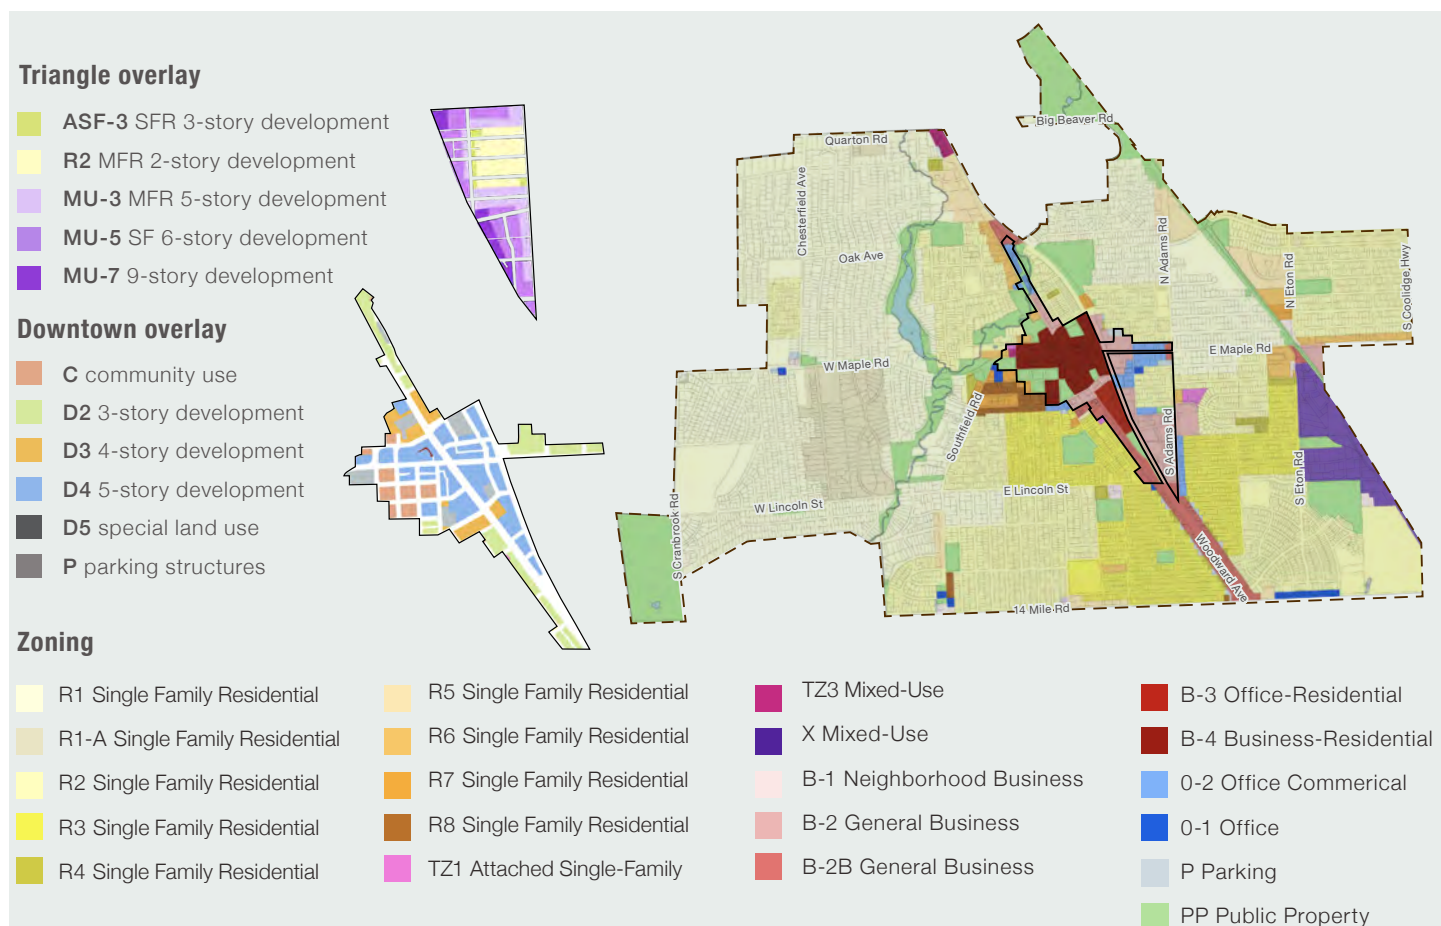 Triangle overlay
ASF-3 SFR 3-story development
R2 MFR 2-story development
MU-3 MFR 5-story development
MU-5 SF 6-story development
MU-7 9-story development
Downtown overlay
C community use
D2 3-story development
D3 4-story development
D4 5-story development
D5 special land use
P parking structures
Big Beaver Rd
Quarton Rd
Chesterfield Ave
Oak Ave
N Adams Rd
N Eton Rd
S Coolidge Hwy
W Maple Rd
E Maple Rd
Southfield Rd
S Adams Rd
S Eton Rd
E Lincoln St
W Lincoln St
S Cranbrook Rd
Woodward Ave
14 Mile Rd
Zoning
R1 Single Family Residential
R1-A Single Family Residential
R2 Single Family Residential
R3 Single Family Residential
R4 Single Family Residential
R5 Single Family Residential
R6 Single Family Residential
R7 Single Family Residential
R8 Single Family Residential
TZ1 Attached Single-Family
TZ3 Mixed-Use
X Mixed-Use
B-1 Neighborhood Business
B-2 General Business
B-2B General Business
B-3 Office-Residential
B-4 Business-Residential
0-2 Office Commerical
0-1 Office
P Parking
PP Public Property